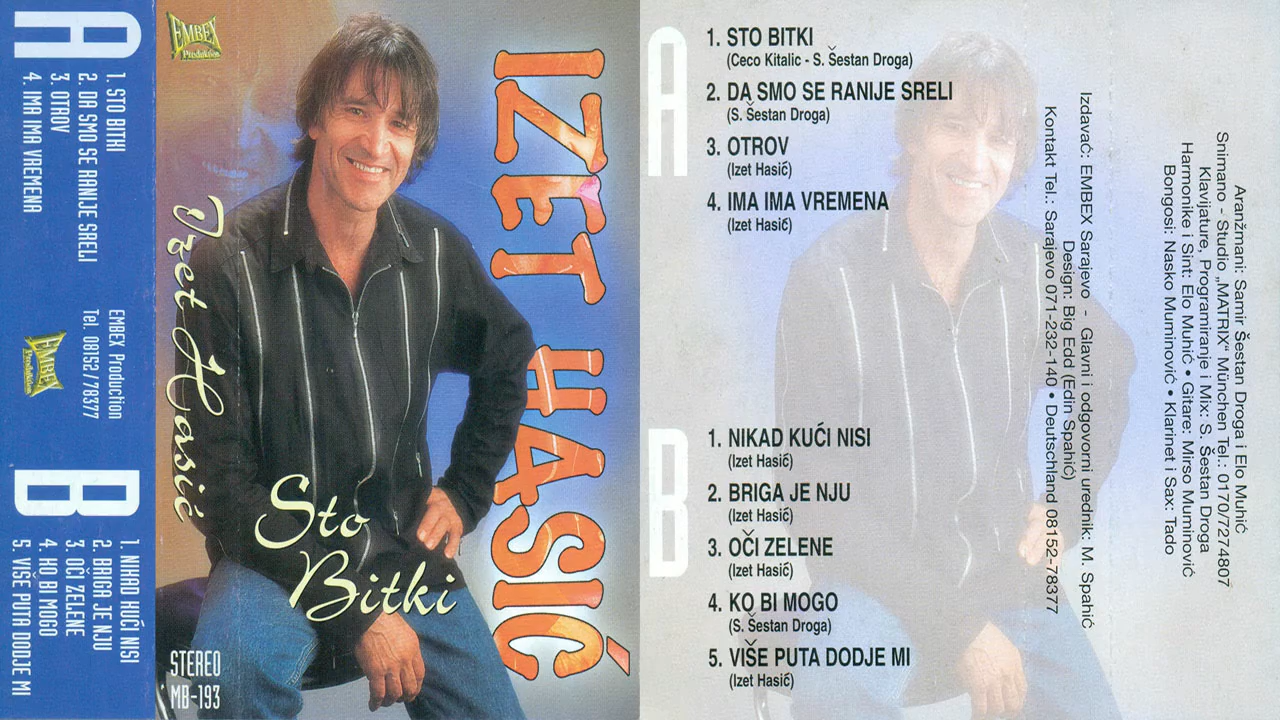 A
1. STO BITKI
2. DA SMO SE RANIJE SRELI
3. OTROV
4. IMA IMA VREMENA
EMBEX Production
Tel. 08152/78377
EMBEX
Produktion
B
1. NIKAD KUĆI NISI
2. BRIGA JE NJU
3. OČI ZELENE
4. KO BI MOGO
5. VIŠE PUTA DODJE MI
EMBEX
Produktion
Izet Hasić
IZET HASIĆ
Sto
Bitki
STEREO
MB-193
A
1. STO BITKI
(Ceco Kitalic - S. Šestan Droga)
2. DA SMO SE RANIJE SRELI
(S. Šestan Droga)
3. OTROV
(Izet Hasić)
4. IMA IMA VREMENA
(Izet Hasić)
B
1. NIKAD KUĆI NISI
(Izet Hasić)
2. BRIGA JE NJU
(Izet Hasić)
3. OČI ZELENE
(Izet Hasić)
4. KO BI MOGO
(S. Šestan Droga)
5. VIŠE PUTA DODJE MI
(Izet Hasić)
Aranžmani: Samir Šestan Droga i Elo Muhić
Snimano - Studio „MATRIX“ München Tel.: 0170/7274807
Klavijature, Programiranje i Mix: S. Šestan Droga
Harmonike i Sint: Elo Muhić • Gitare: Mirso Muminović
Bongosi: Nasko Muminović • Klarinet i Sax: Tado
Izdavać: EMBEX Sarajevo - Glavni i odgovorni urednik: M. Spahić
Design: Big Edd (Edin Spahić)
Kontakt Tel.: Sarajevo 071-232-140 • Deutschland 08152-78377